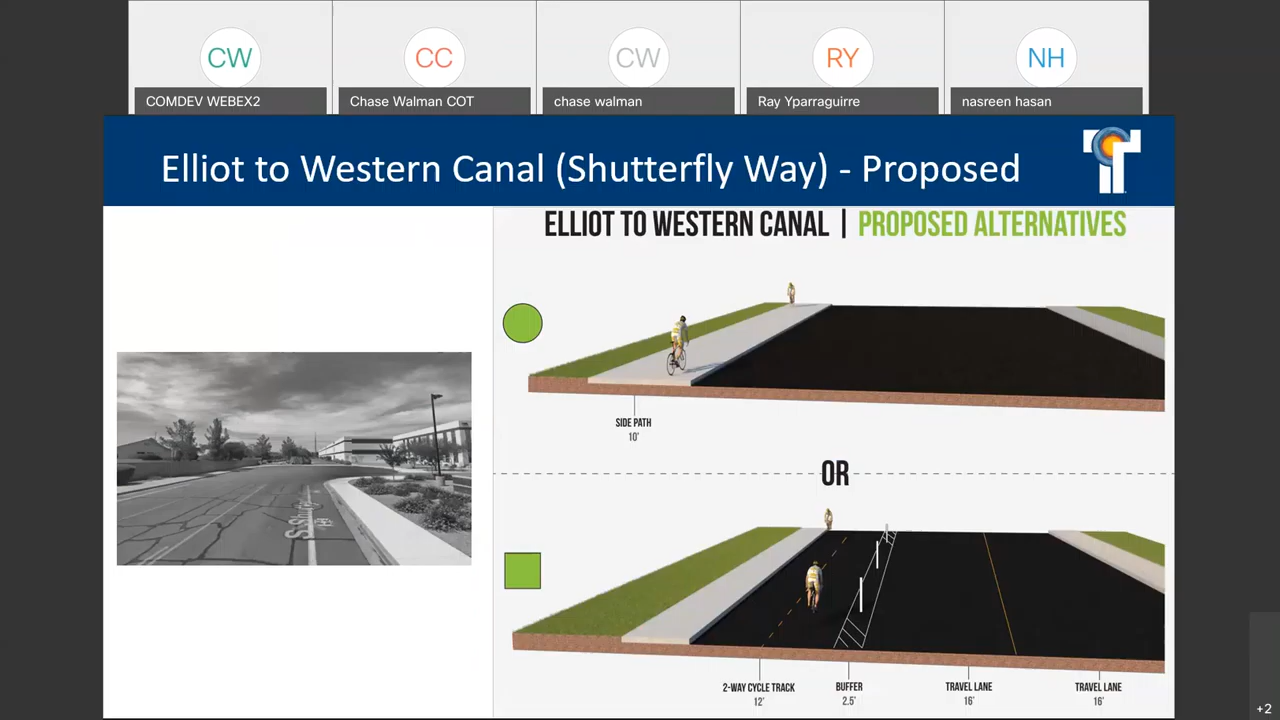 CW
CC
CW
RY
NH
COMDEV WEBEX2
Chase Walman COT
chase walman
Ray Yparraguirre
nasreen hasan
Elliot to Western Canal (Shutterfly Way) - Proposed
ELLIOT TO WESTERN CANAL | PROPOSED ALTERNATIVES
SIDE PATH
10'
OR
2-WAY CYCLE TRACK
12'
BUFFER
2.5'
TRAVEL LANE
16'
TRAVEL LANE
16'
+2